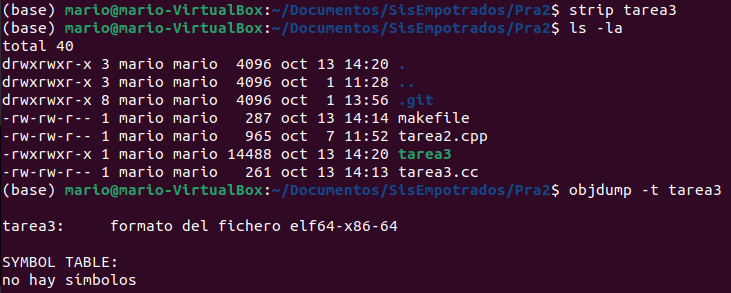 (base) mario@mario-VirtualBox:~/Documentos/SisEmpotrados/Pra2$ strip tarea3
(base) mario@mario-VirtualBox:~/Documentos/SisEmpotrados/Pra2$ ls -la
total 40
drwxrwxr-x 3 mario mario  4096 oct 13 14:20 .
drwxrwxr-x 3 mario mario  4096 oct  1 11:28 ..
drwxrwxr-x 8 mario mario  4096 oct  1 13:56 .git
-rw-rw-r-- 1 mario mario   287 oct 13 14:14 makefile
-rw-rw-r-- 1 mario mario   965 oct  7 11:52 tarea2.cpp
-rwxrwxr-x 1 mario mario 14488 oct 13 14:20 tarea3
-rw-rw-r-- 1 mario mario   261 oct 13 14:13 tarea3.cc
(base) mario@mario-VirtualBox:~/Documentos/SisEmpotrados/Pra2$ objdump -t tarea3
tarea3:     formato del fichero elf64-x86-64
SYMBOL TABLE:
no hay símbolos